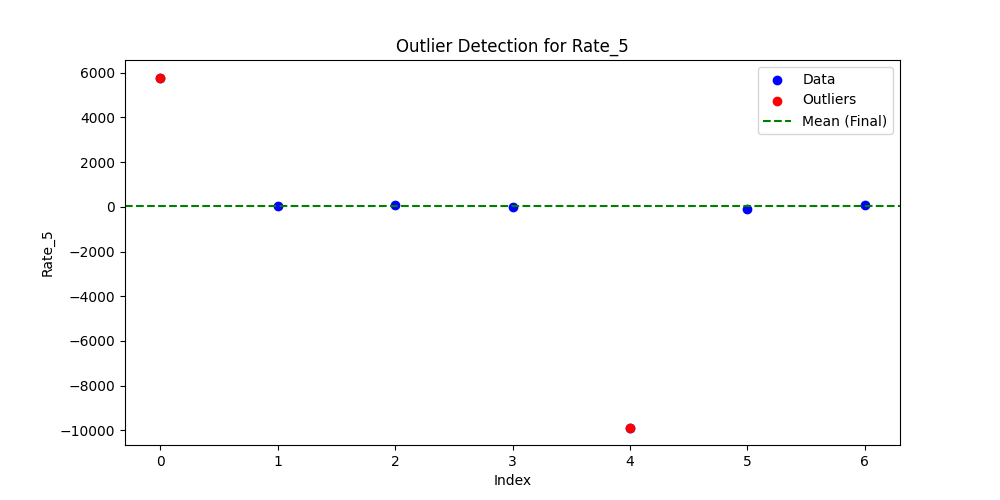 Outlier Detection for Rate_5
6000
4000
2000
0
−2000
−4000
−6000
−8000
−10000
Rate_5
Data
Outliers
Mean (Final)
0 1 2 3 4 5 6
Index